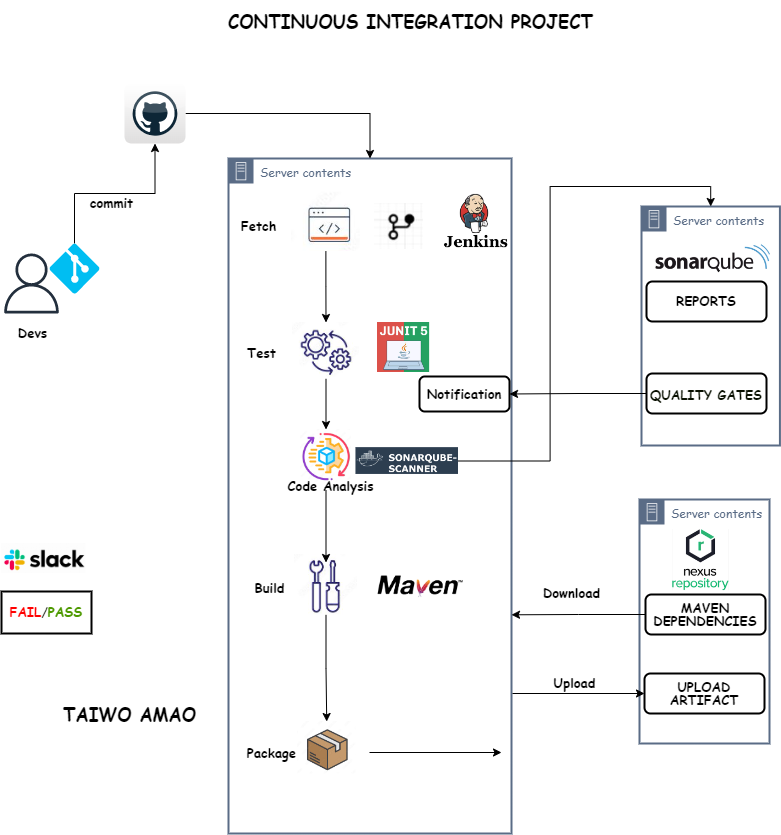 CONTINUOUS INTEGRATION PROJECT
commit
Devs
Server contents
Fetch
Jenkins
Test
JUNIT 5
Notification
SONARQUBE-
SCANNER
Code Analysis
Build
Maven™
Package
Server contents
sonarqube
REPORTS
QUALITY GATES
Server contents
nexus
repository
Download
MAVEN
DEPENDENCIES
Upload
UPLOAD
ARTIFACT
slack
FAIL/PASS
TAIWO AMAO